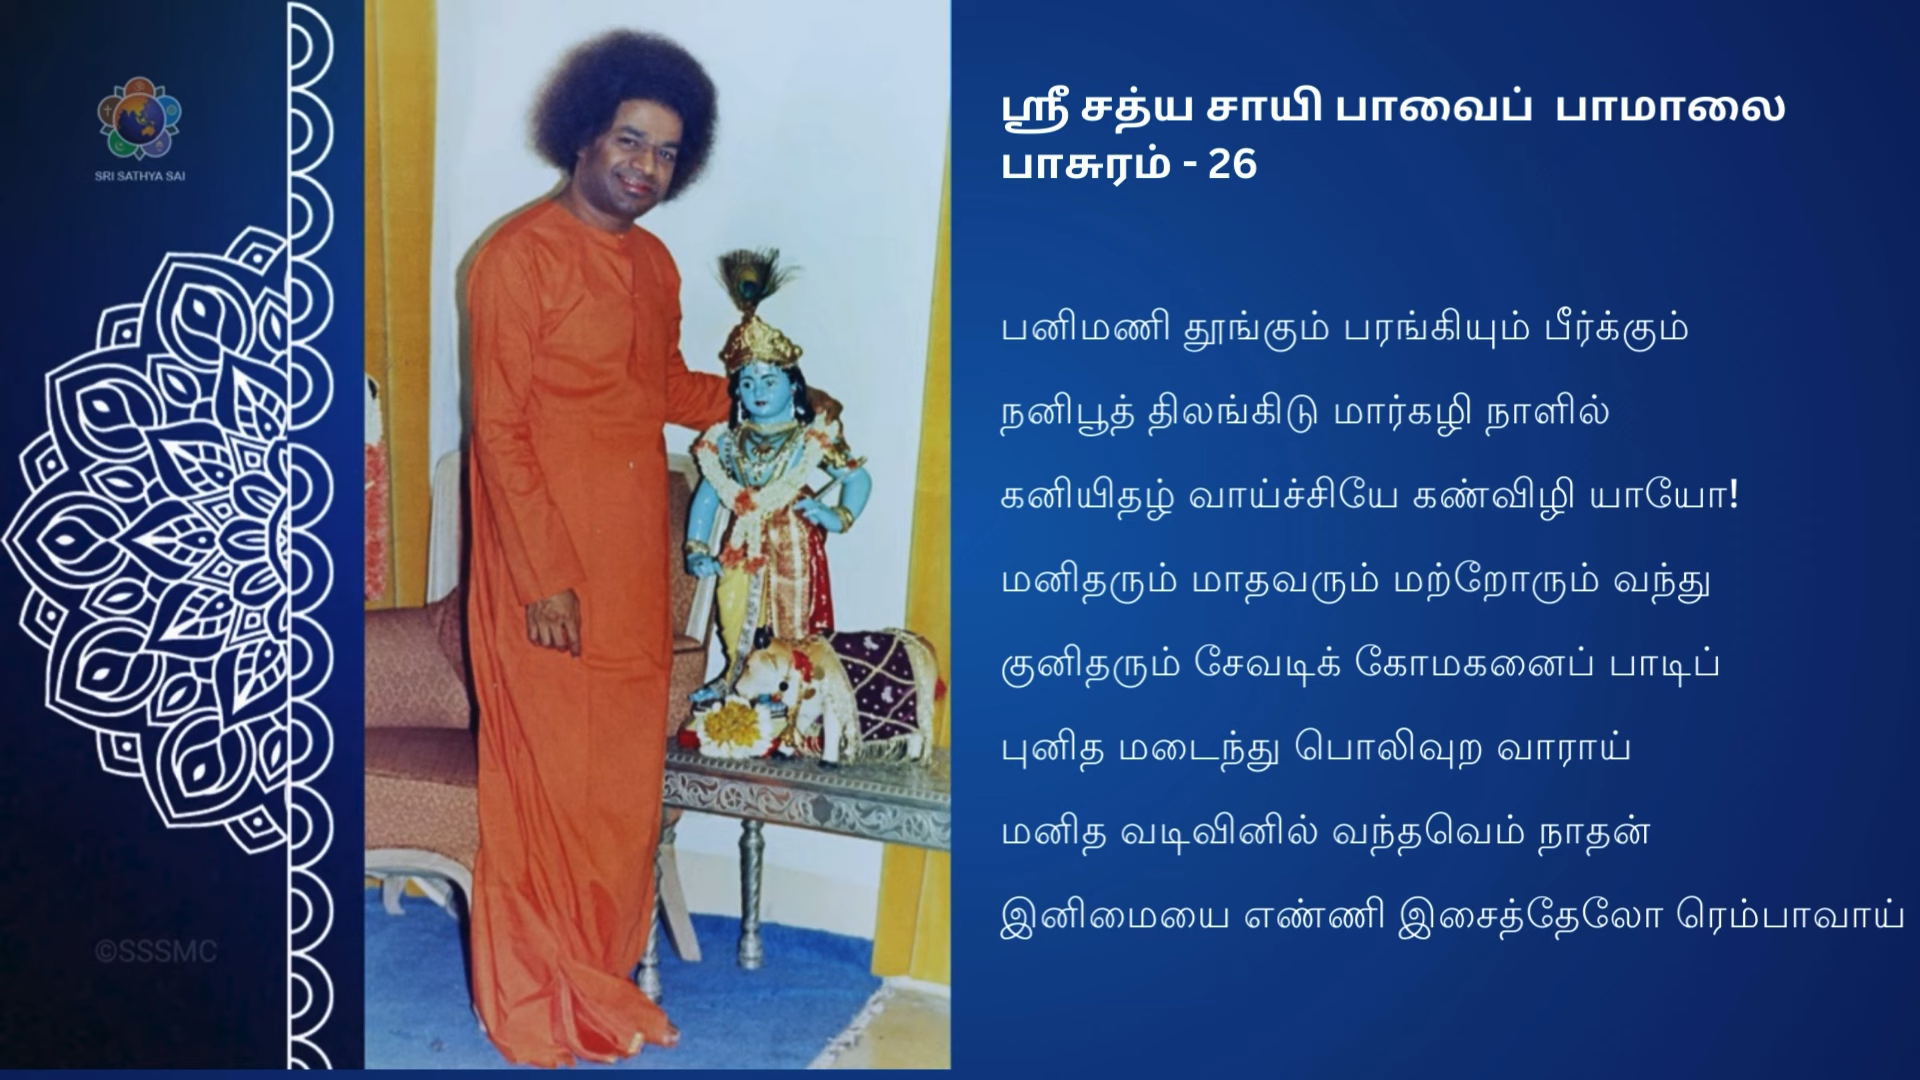 SRI SATHYA SAI
ஸ்ரீ சத்ய சாயி பாவைப் பாமாலை
பாசுரம் - 26
பனிமணி தூங்கும் பரங்கியும் பீர்க்கும்
நனிபூத் திலங்கிடு மார்கழி நாளில்
கனியிதழ் வாய்ச்சியே கண்விழி யாயோ!
மனிதரும் மாதவரும் மற்றோரும் வந்து
குனிதரும் சேவடிக் கோமகனைப் பாடிப்
புனித மடைந்து பொலிவுற வாராய்
மனித வடிவினில் வந்தவெம் நாதன்
இனிமையை எண்ணி இசைத்தேலோ ரெம்பாவாய்
©SSSMC